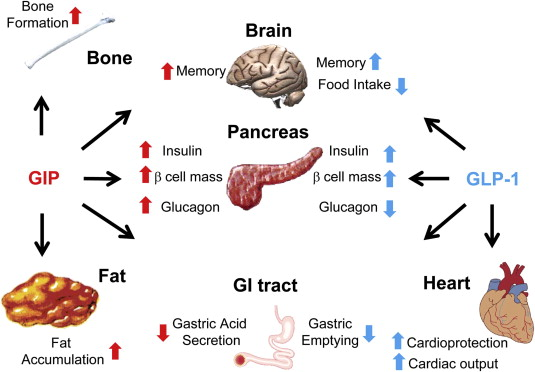 Bone
Formation
Bone
Brain
Memory
Memory
Food Intake
Pancreas
Insulin
β cell mass
Glucagon
Insulin
β cell mass
Glucagon
GIP
GLP-1
Fat
Fat
Accumulation
GI tract
Gastric Acid
Secretion
Gastric
Emptying
Heart
Cardioprotection
Cardiac output